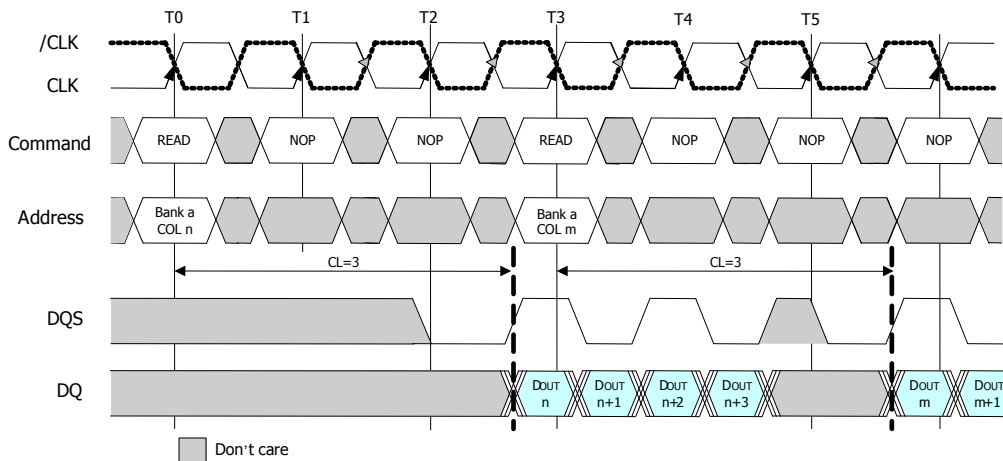 T0 T1 T2 T3 T4 T5
/CLK
CLK
Command READ NOP NOP READ NOP NOP NOP
Address Bank a COL n Bank a COL m
CL=3 CL=3
DQS
DQ DOUT n DOUT n+1 DOUT n+2 DOUT n+3 DOUT m DOUT m+1
Don't care